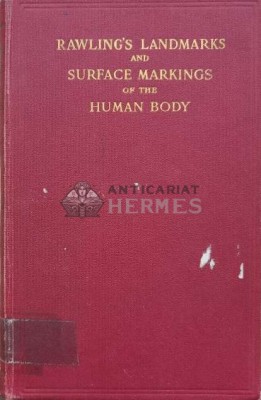 RAWLING'S LANDMARKS
AND
SURFACE MARKINGS
OF THE
HUMAN BODY
ANTICARIAT
HERMES